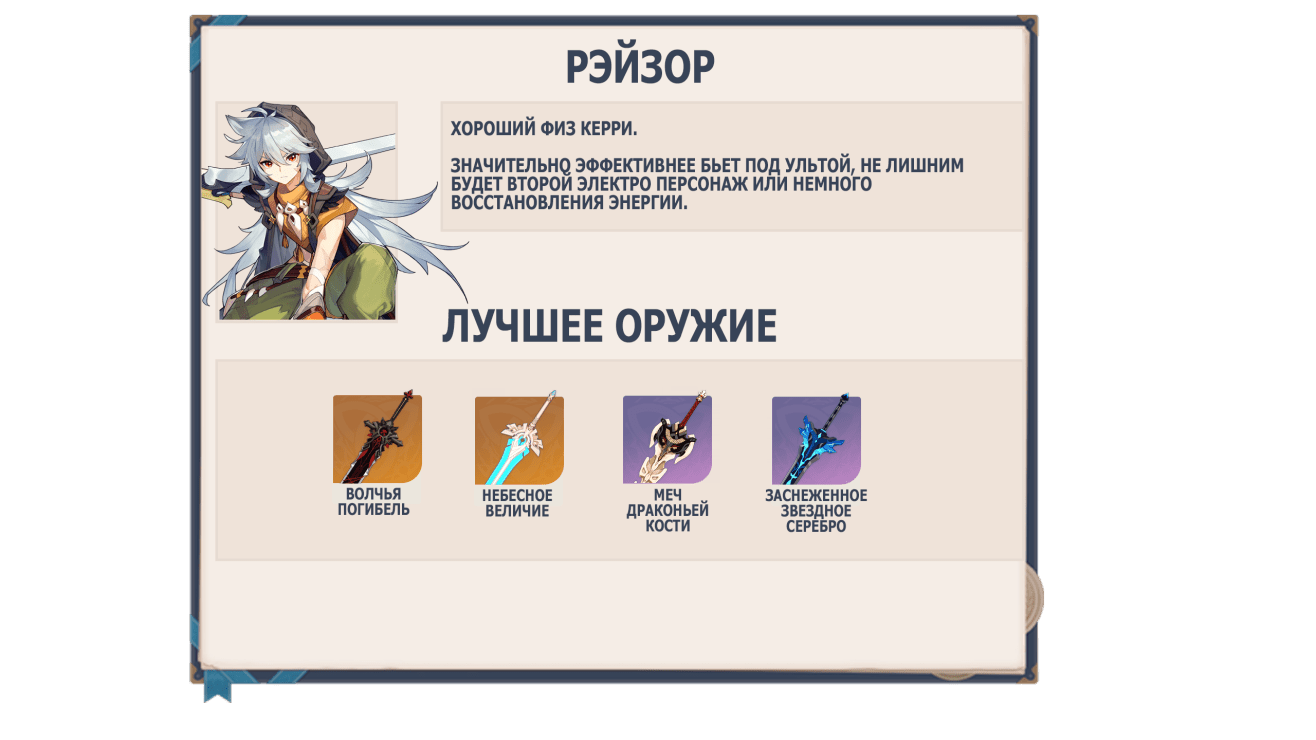 РЭЙЗОР
ХОРОШИЙ ФИЗ КЕРРИ.
ЗНАЧИТЕЛЬНО ЭФФЕКТИВНЕЕ БЬЕТ ПОД УЛЬТОЙ, НЕ ЛИШНИМ
БУДЕТ ВТОРОЙ ЭЛЕКТРО ПЕРСОНАЖ ИЛИ НЕМНОГО
ВОССТАНОВЛЕНИЯ ЭНЕРГИИ.
ЛУЧШЕЕ ОРУЖИЕ
ВОЛЧЬЯ
ПОГИБЕЛЬ
НЕБЕСНОЕ
ВЕЛИЧИЕ
МЕЧ
ДРАКОНЬЕЙ
КОСТИ
ЗАСНЕЖЕННОЕ
ЗВЕЗДНОЕ
СЕРЕБРО